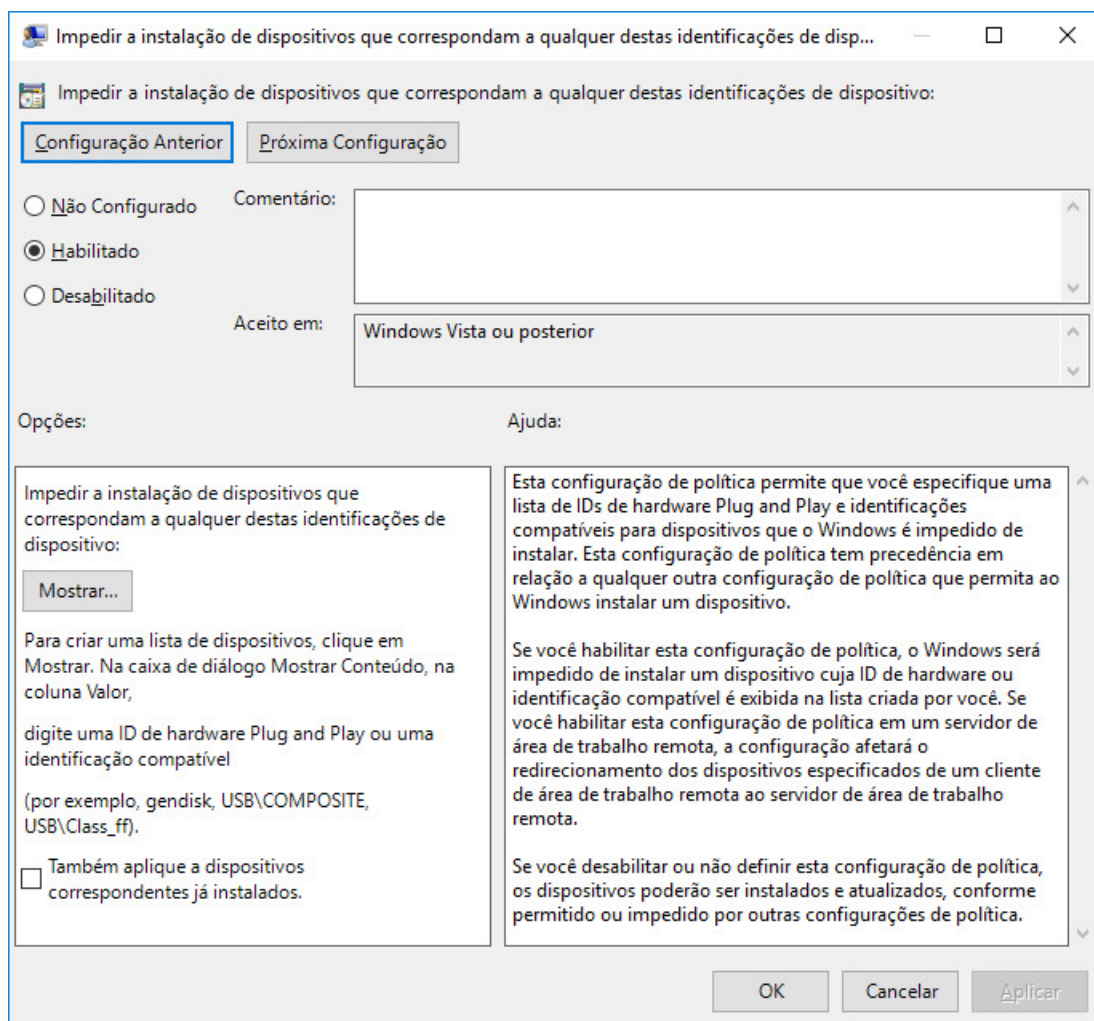 Impedir a instalação de dispositivos que correspondam a qualquer destas identificações de disp...
Impedir a instalação de dispositivos que correspondam a qualquer destas identificações de dispositivo:
Configuração Anterior
Próxima Configuração
Não Configurado
Habilitado
Desabilitado
Comentário:
Aceito em:
Windows Vista ou posterior
Opções:
Ajuda:
Impedir a instalação de dispositivos que
correspondam a qualquer destas identificações de
dispositivo:
Mostrar...
Para criar uma lista de dispositivos, clique em
Mostrar. Na caixa de diálogo Mostrar Conteúdo, na
coluna Valor,
digite uma ID de hardware Plug and Play ou uma
identificação compatível
(por exemplo, gendisk, USB\COMPOSITE,
USB\Class_ff).
Também aplique a dispositivos
correspondentes já instalados.
Esta configuração de política permite que você especifique uma
lista de IDs de hardware Plug and Play e identificações
compatíveis para dispositivos que o Windows é impedido de
instalar. Esta configuração de política tem precedência em
relação a qualquer outra configuração de política que permita ao
Windows instalar um dispositivo.
Se você habilitar esta configuração de política, o Windows será
impedido de instalar um dispositivo cuja ID de hardware ou
identificação compatível é exibida na lista criada por você. Se
você habilitar esta configuração de política em um servidor de
área de trabalho remota, a configuração afetará o
redirecionamento dos dispositivos especificados de um cliente
de área de trabalho remota ao servidor de área de trabalho
remota.
Se você desabilitar ou não definir esta configuração de política,
os dispositivos poderão ser instalados e atualizados, conforme
permitido ou impedido por outras configurações de política.
OK
Cancelar
Aplicar